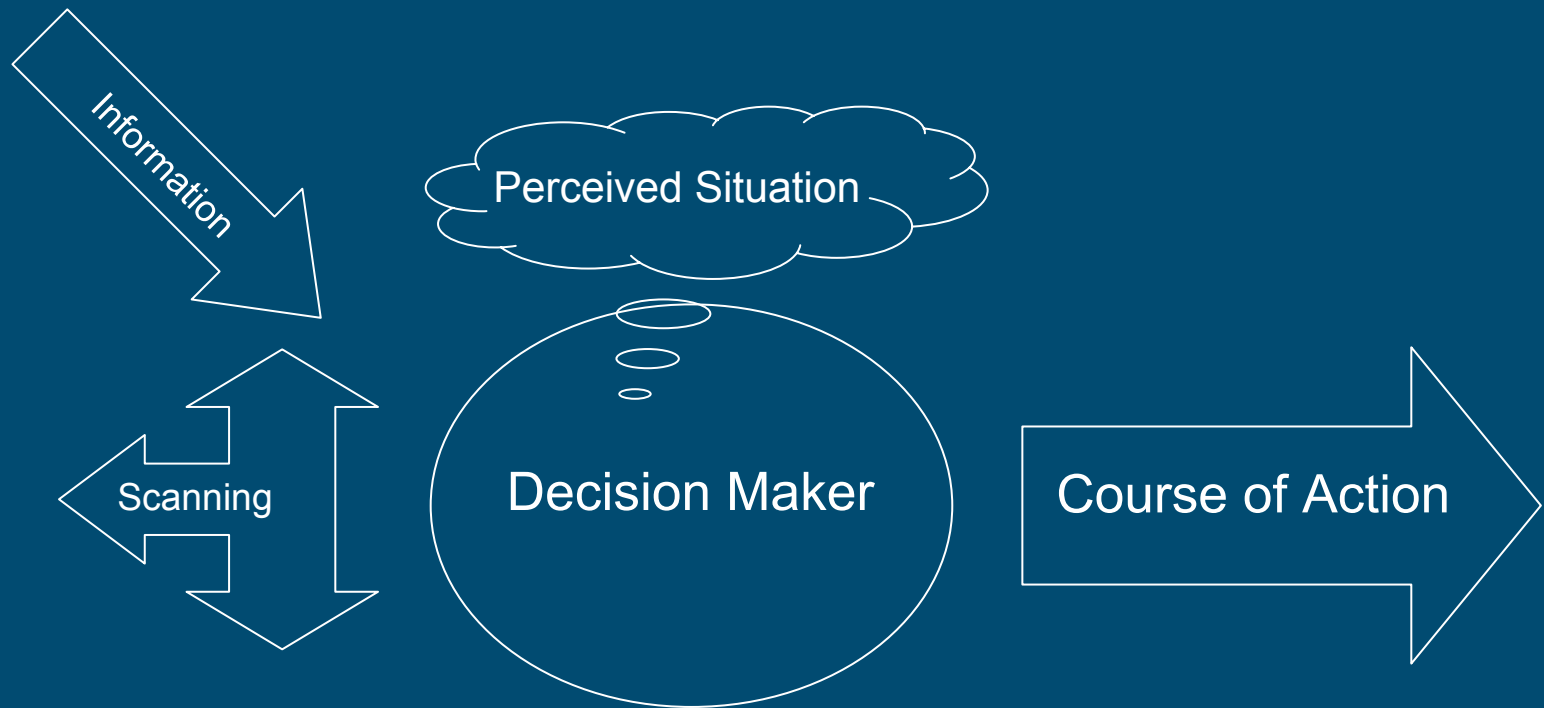 Information
Perceived Situation
Scanning
Decision Maker
Course of Action